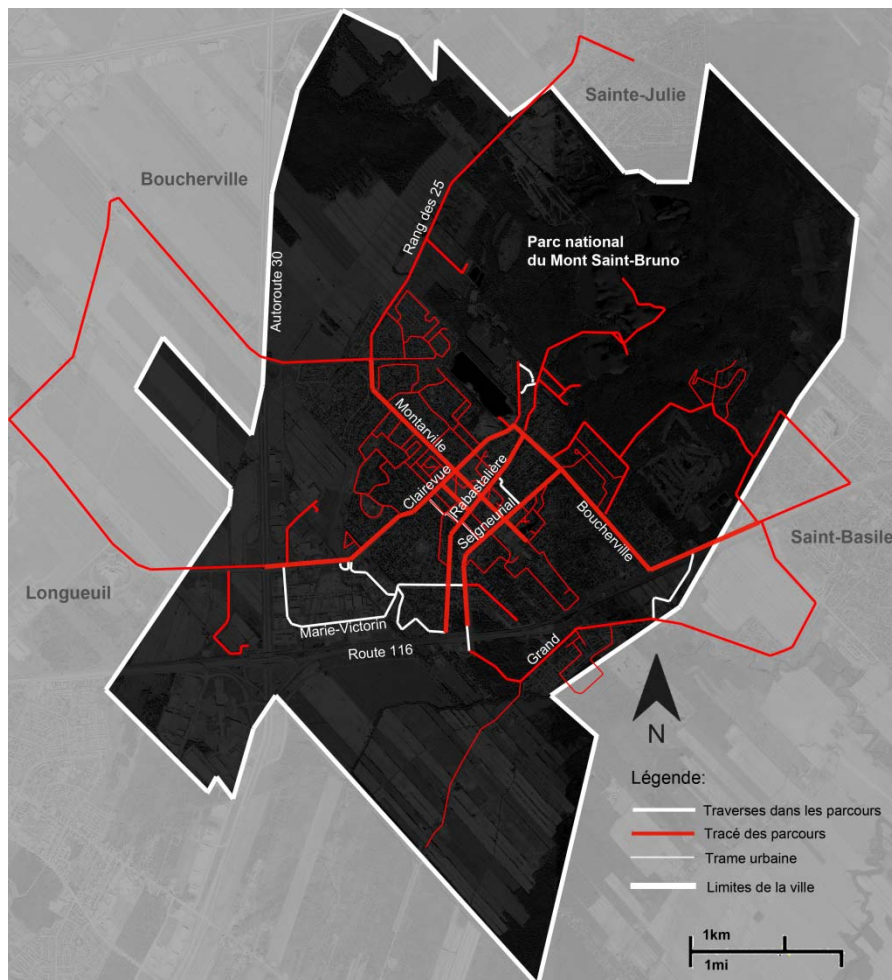 Sainte-Julie
Boucherville
Rang des 25
Autoroute 30
Parc national
du Mont Saint-Bruno
Montarville
Clairevue
Rabastalière
Seigneurial
Boucherville
Saint-Basile
Longueuil
Marie-Victorin
Route 116
Grand
N
Légende:
Traverses dans les parcours
Tracé des parcours
Trame urbaine
Limites de la ville
1km
1mi